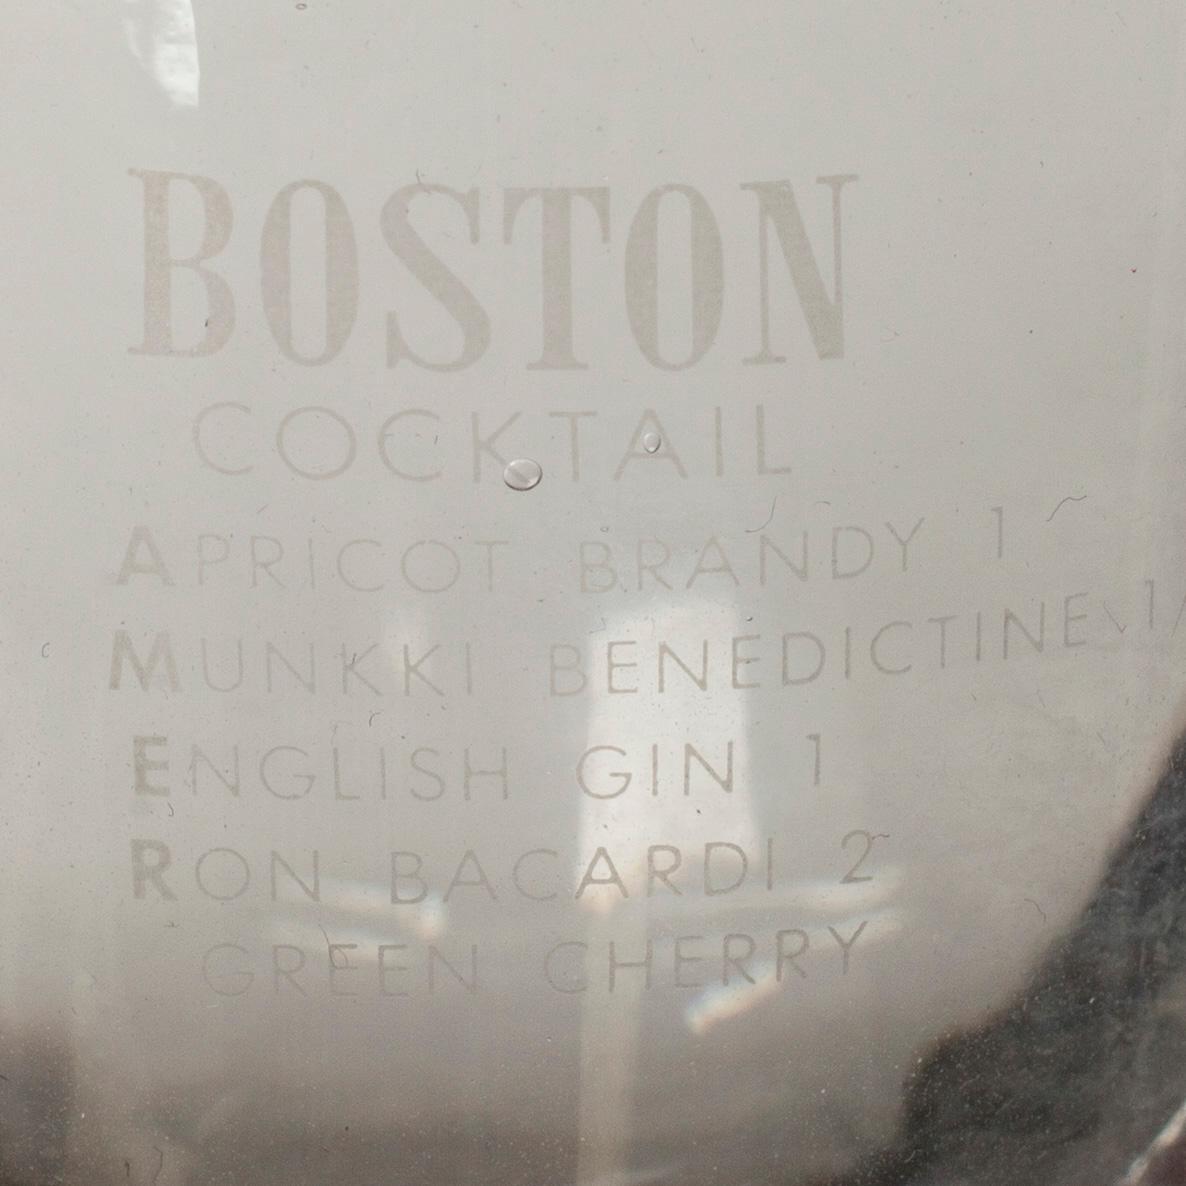 BOSTON
COCKTAIL
APRICOT BRANDY 1
MUNKKI BENEDICTINE
ENGLISH GIN 1
RON BACARDI 2
GREEN CHERRY